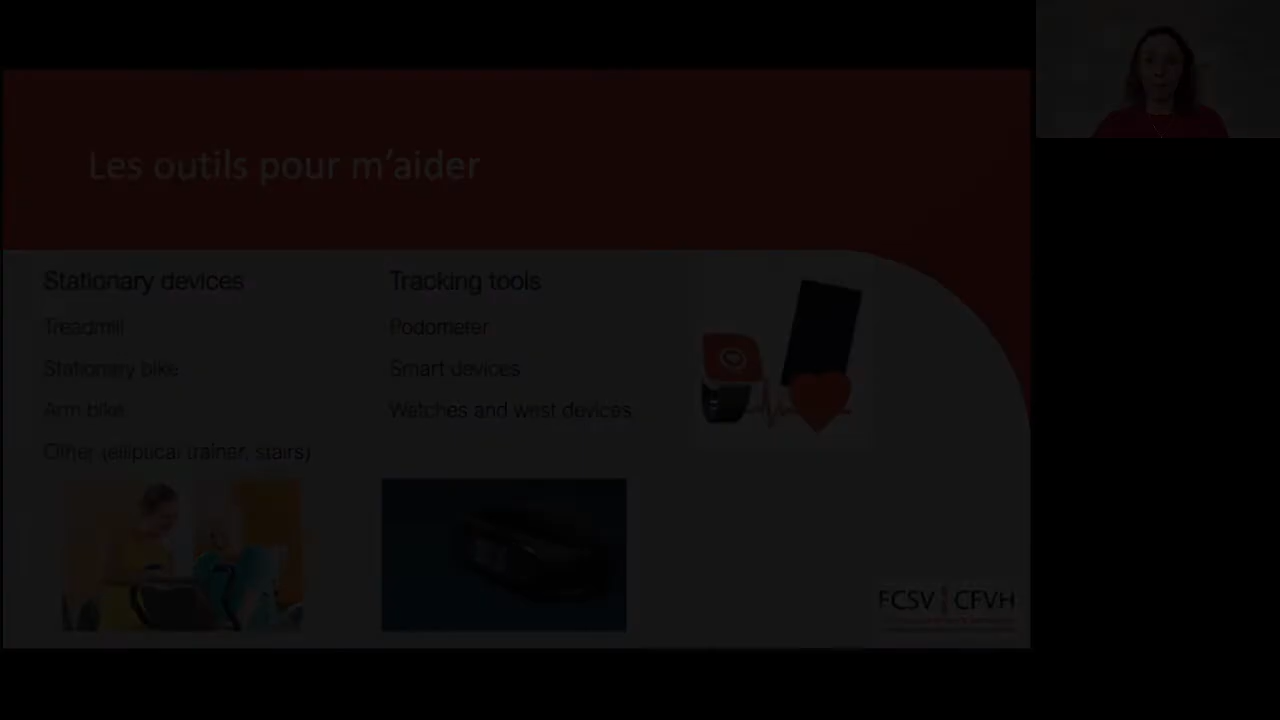 Les outils pour m'aider
Stationary devices
Treadmill
Stationary bike
Arm bike
Other (elliptical trainer, stairs)
Tracking tools
Podometer
Smart devices
Watches and wrist devices
FCSV CFVH